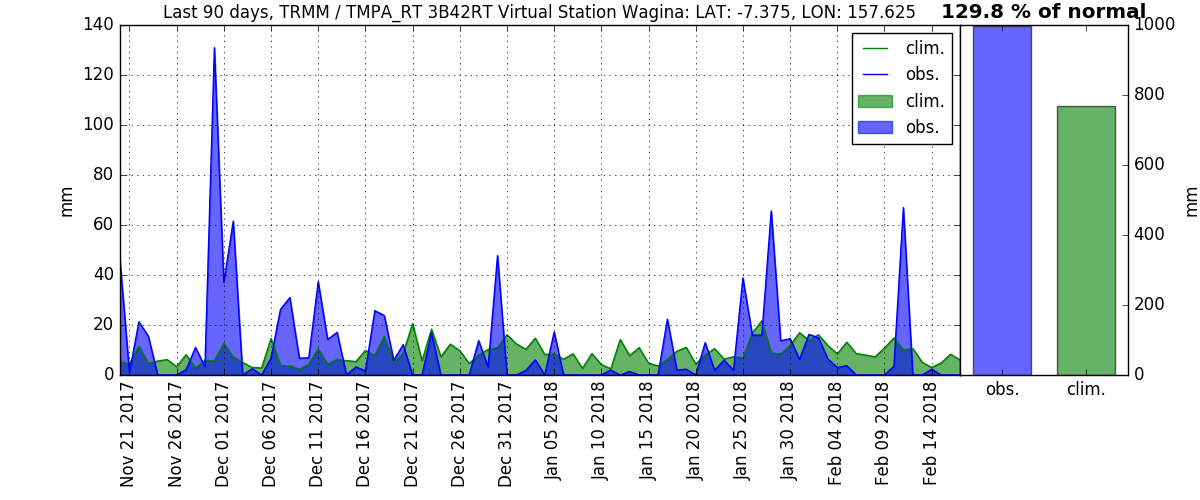 Last 90 days, TRMM / TMPA_RT 3B42RT Virtual Station Wagina: LAT: -7.375, LON: 157.625
129.8 % of normal
140
120
100
80
60
40
20
0
mm
clim.
obs.
clim.
obs.
1000
800
600
400
200
0
mm
obs.
clim.
Nov 21 2017
Nov 26 2017
Dec 01 2017
Dec 06 2017
Dec 11 2017
Dec 16 2017
Dec 21 2017
Dec 26 2017
Dec 31 2017
Jan 05 2018
Jan 10 2018
Jan 15 2018
Jan 20 2018
Jan 25 2018
Jan 30 2018
Feb 04 2018
Feb 09 2018
Feb 14 2018